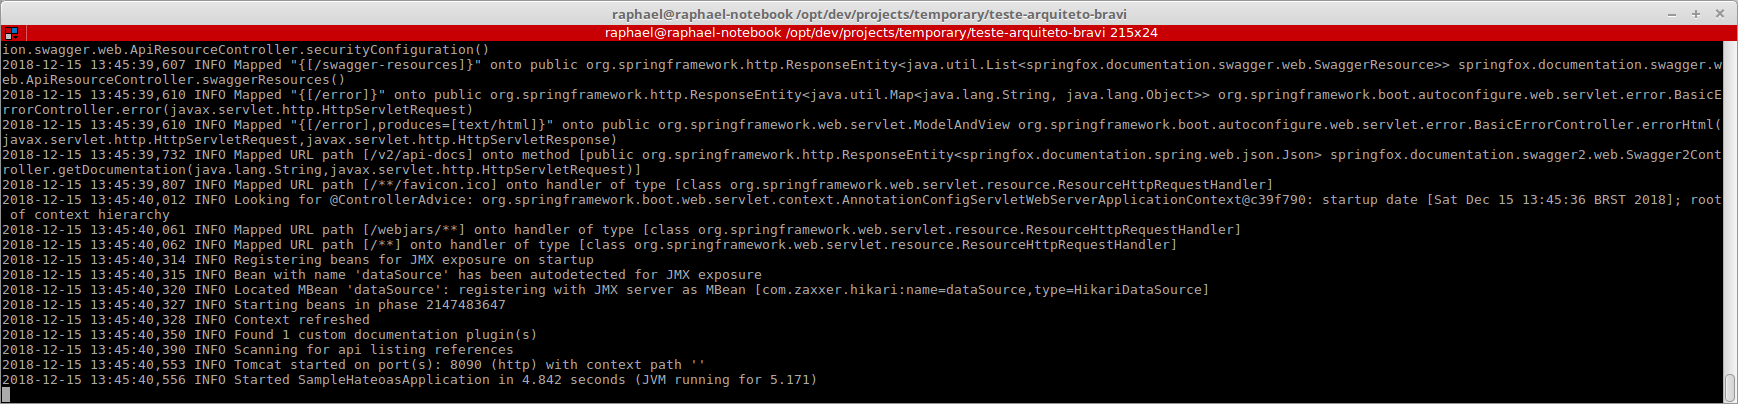 raphael@raphael-notebook /opt/dev/projects/temporary/teste-arquiteto-bravi
raphael@raphael-notebook /opt/dev/projects/temporary/teste-arquiteto-bravi 215x24
ion.swagger.web.ApiResourceController.securityConfiguration()
2018-12-15 13:45:39,607 INFO Mapped "{[/swagger-resources]}" onto public org.springframework.http.ResponseEntity<java.util.List<springfox.documentation.swagger.web.SwaggerResource>> springfox.documentation.swagger.w
eb.ApiResourceController.swaggerResources()
2018-12-15 13:45:39,610 INFO Mapped "{[/error]}" onto public org.springframework.http.ResponseEntity<java.util.Map<java.lang.String, java.lang.Object>> org.springframework.boot.autoconfigure.web.servlet.error.BasicE
rrorController.error(javax.servlet.http.HttpServletRequest)
2018-12-15 13:45:39,610 INFO Mapped "{[/error],produces=[text/html]}" onto public org.springframework.web.servlet.ModelAndView org.springframework.boot.autoconfigure.web.servlet.error.BasicErrorController.errorHtml(
javax.servlet.http.HttpServletRequest,javax.servlet.http.HttpServletResponse)
2018-12-15 13:45:39,732 INFO Mapped URL path [/v2/api-docs] onto method [public org.springframework.http.ResponseEntity<springfox.documentation.spring.web.json.Json> springfox.documentation.swagger2.web.Swagger2Cont
roller.getDocumentation(java.lang.String,javax.servlet.http.HttpServletRequest)]
2018-12-15 13:45:39,807 INFO Mapped URL path [/**/favicon.ico] onto handler of type [class org.springframework.web.servlet.resource.ResourceHttpRequestHandler]
2018-12-15 13:45:40,012 INFO Looking for @ControllerAdvice: org.springframework.boot.web.servlet.context.AnnotationConfigServletWebServerApplicationContext@c39f790: startup date [Sat Dec 15 13:45:36 BRST 2018]; root
 of context hierarchy
2018-12-15 13:45:40,061 INFO Mapped URL path [/webjars/**] onto handler of type [class org.springframework.web.servlet.resource.ResourceHttpRequestHandler]
2018-12-15 13:45:40,062 INFO Mapped URL path [/**] onto handler of type [class org.springframework.web.servlet.resource.ResourceHttpRequestHandler]
2018-12-15 13:45:40,314 INFO Registering beans for JMX exposure on startup
2018-12-15 13:45:40,315 INFO Bean with name 'dataSource' has been autodetected for JMX exposure
2018-12-15 13:45:40,320 INFO Located MBean 'dataSource': registering with JMX server as MBean [com.zaxxer.hikari:name=dataSource,type=HikariDataSource]
2018-12-15 13:45:40,327 INFO Starting beans in phase 2147483647
2018-12-15 13:45:40,328 INFO Context refreshed
2018-12-15 13:45:40,350 INFO Found 1 custom documentation plugin(s)
2018-12-15 13:45:40,390 INFO Scanning for api listing references
2018-12-15 13:45:40,553 INFO Tomcat started on port(s): 8090 (http) with context path ''
2018-12-15 13:45:40,556 INFO Started SampleHateoasApplication in 4.842 seconds (JVM running for 5.171)